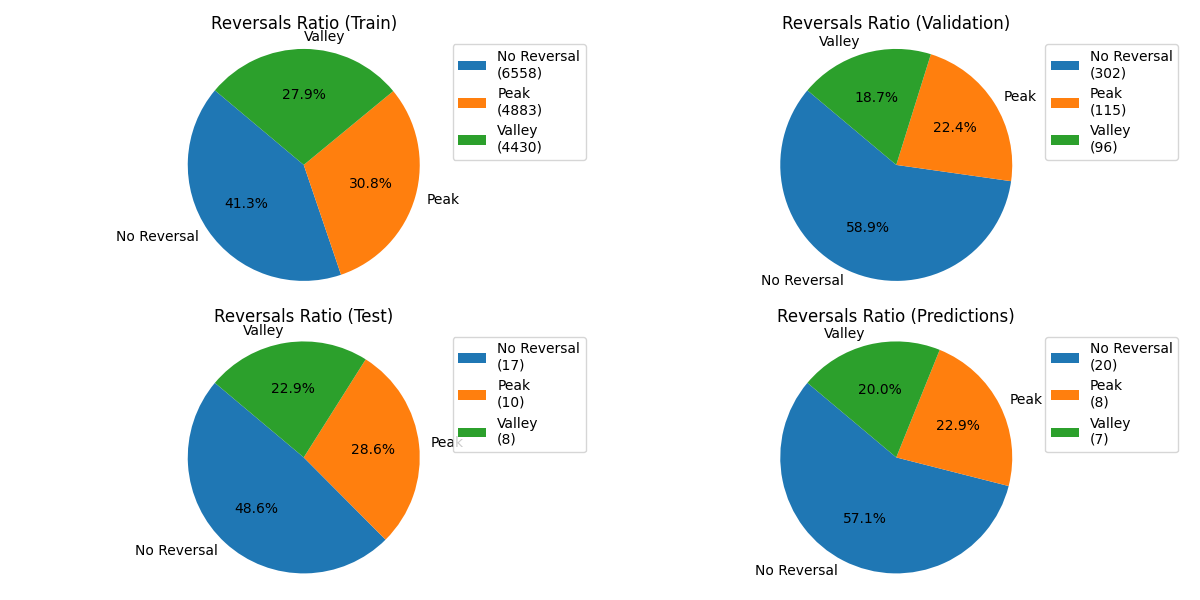 Reversals Ratio (Train)
Valley
27.9%
30.8%
41.3%
Peak
No Reversal
No Reversal
(6558)
Peak
(4883)
Valley
(4430)
Reversals Ratio (Validation)
Valley
18.7%
Peak
22.4%
58.9%
No Reversal
No Reversal
(302)
Peak
(115)
Valley
(96)
Reversals Ratio (Test)
Valley
22.9%
Peak
28.6%
48.6%
No Reversal
No Reversal
(17)
Peak
(10)
Valley
(8)
Reversals Ratio (Predictions)
Valley
20.0%
Peak
22.9%
57.1%
No Reversal
No Reversal
(20)
Peak
(8)
Valley
(7)